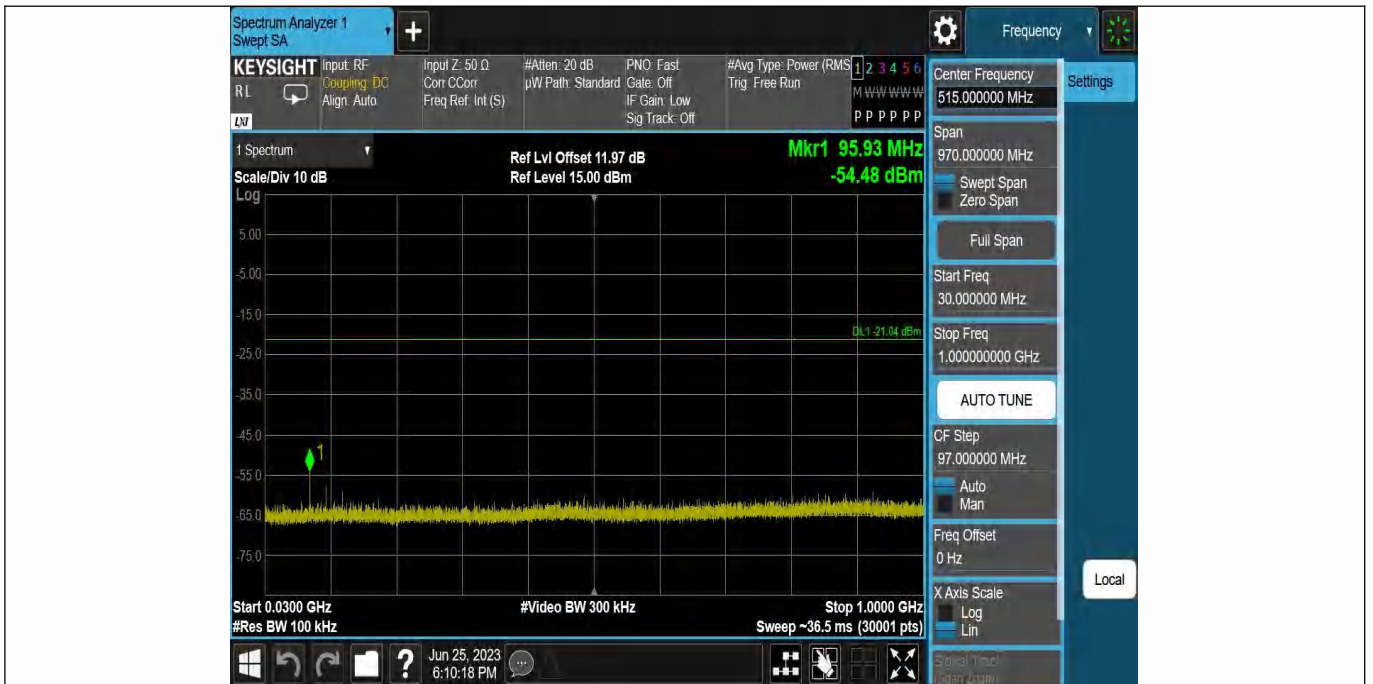 Spectrum Analyzer 1
Swept SA
+
Frequency
KEYSIGHT
RL
LXI
Input: RF
Coupling: DC
Align: Auto
Input Z: 50 Ω
Corr CCorr
Freq Ref: Int (S)
#Atten: 20 dB
µW Path: Standard
PNO: Fast
Gate: Off
IF Gain: Low
Sig Track: Off
#Avg Type: Power (RMS
Trig: Free Run
1 2 3 4 5 6
M W W W W W
P P P P P P
1 Spectrum
Scale/Div 10 dB
Log
Ref Lvl Offset 11.97 dB
Ref Level 15.00 dBm
Mkr1 95.93 MHz
-54.48 dBm
5.00
-5.00
-15.0
DL1 -21.04 dBm
-25.0
-35.0
-45.0
1
-55.0
-65.0
-75.0
Start 0.0300 GHz
#Res BW 100 kHz
#Video BW 300 kHz
Stop 1.0000 GHz
Sweep ~36.5 ms (30001 pts)
Center Frequency
515.000000 MHz
Settings
Span
970.000000 MHz
Swept Span
Zero Span
Full Span
Start Freq
30.000000 MHz
Stop Freq
1.000000000 GHz
AUTO TUNE
CF Step
97.000000 MHz
Auto
Man
Freq Offset
0 Hz
X Axis Scale
Log
Lin
Signal Track
(Span Zoom)
Local
?
Jun 25, 2023
6:10:18 PM